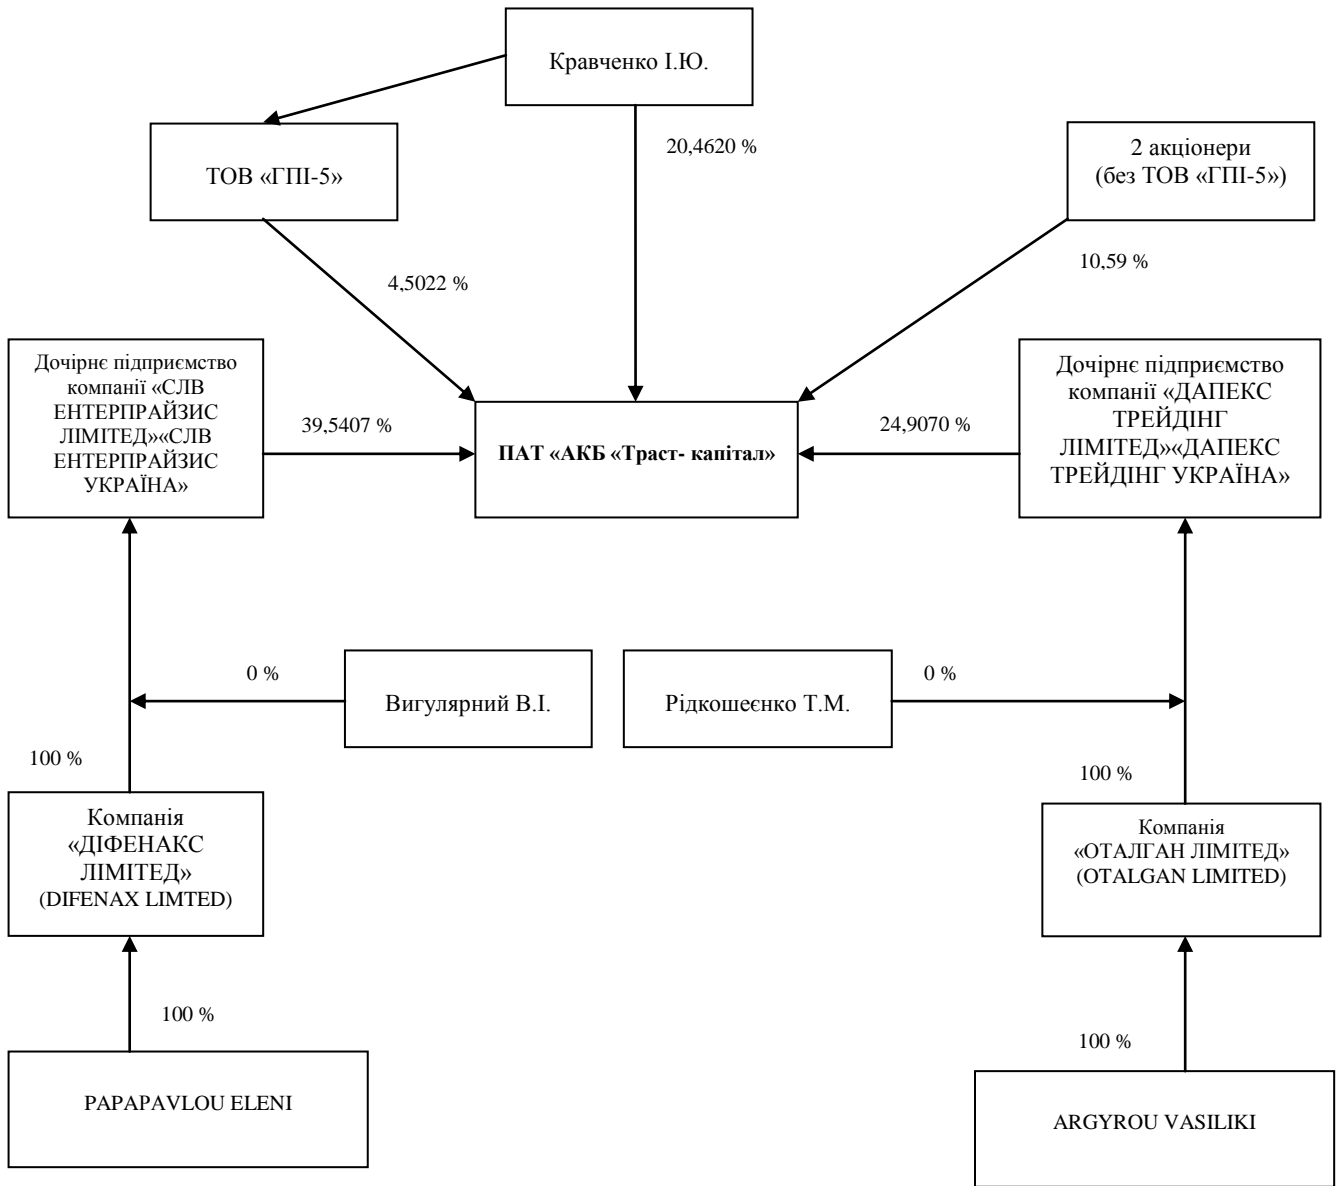 Кравченко І.Ю.
ТОВ «ГПІ-5»
20,4620 %
2 акціонери
(без ТОВ «ГПІ-5»)
4,5022 %
10,59 %
Дочірнє підприємство
компанії «СЛВ
ЕНТЕРПРАЙЗИС
ЛІМІТЕД»«СЛВ
ЕНТЕРПРАЙЗИС
УКРАЇНА»
39,5407 %
ПАТ «АКБ «Траст- капітал»
24,9070 %
Дочірнє підприємство
компанії «ДАПЕКС
ТРЕЙДІНГ
ЛІМІТЕД»«ДАПЕКС
ТРЕЙДІНГ УКРАЇНА»
0 %
Вигулярний В.І.
Рідкошеєнко Т.М.
0 %
100 %
100 %
Компанія
«ДІФЕНАКС
ЛІМІТЕД»
(DIFENAX LIMTED)
Компанія
«ОТАЛГАН ЛІМІТЕД»
(OTALGAN LIMITED)
100 %
100 %
PAPAPAVLOU ELENI
ARGYROU VASILIKI